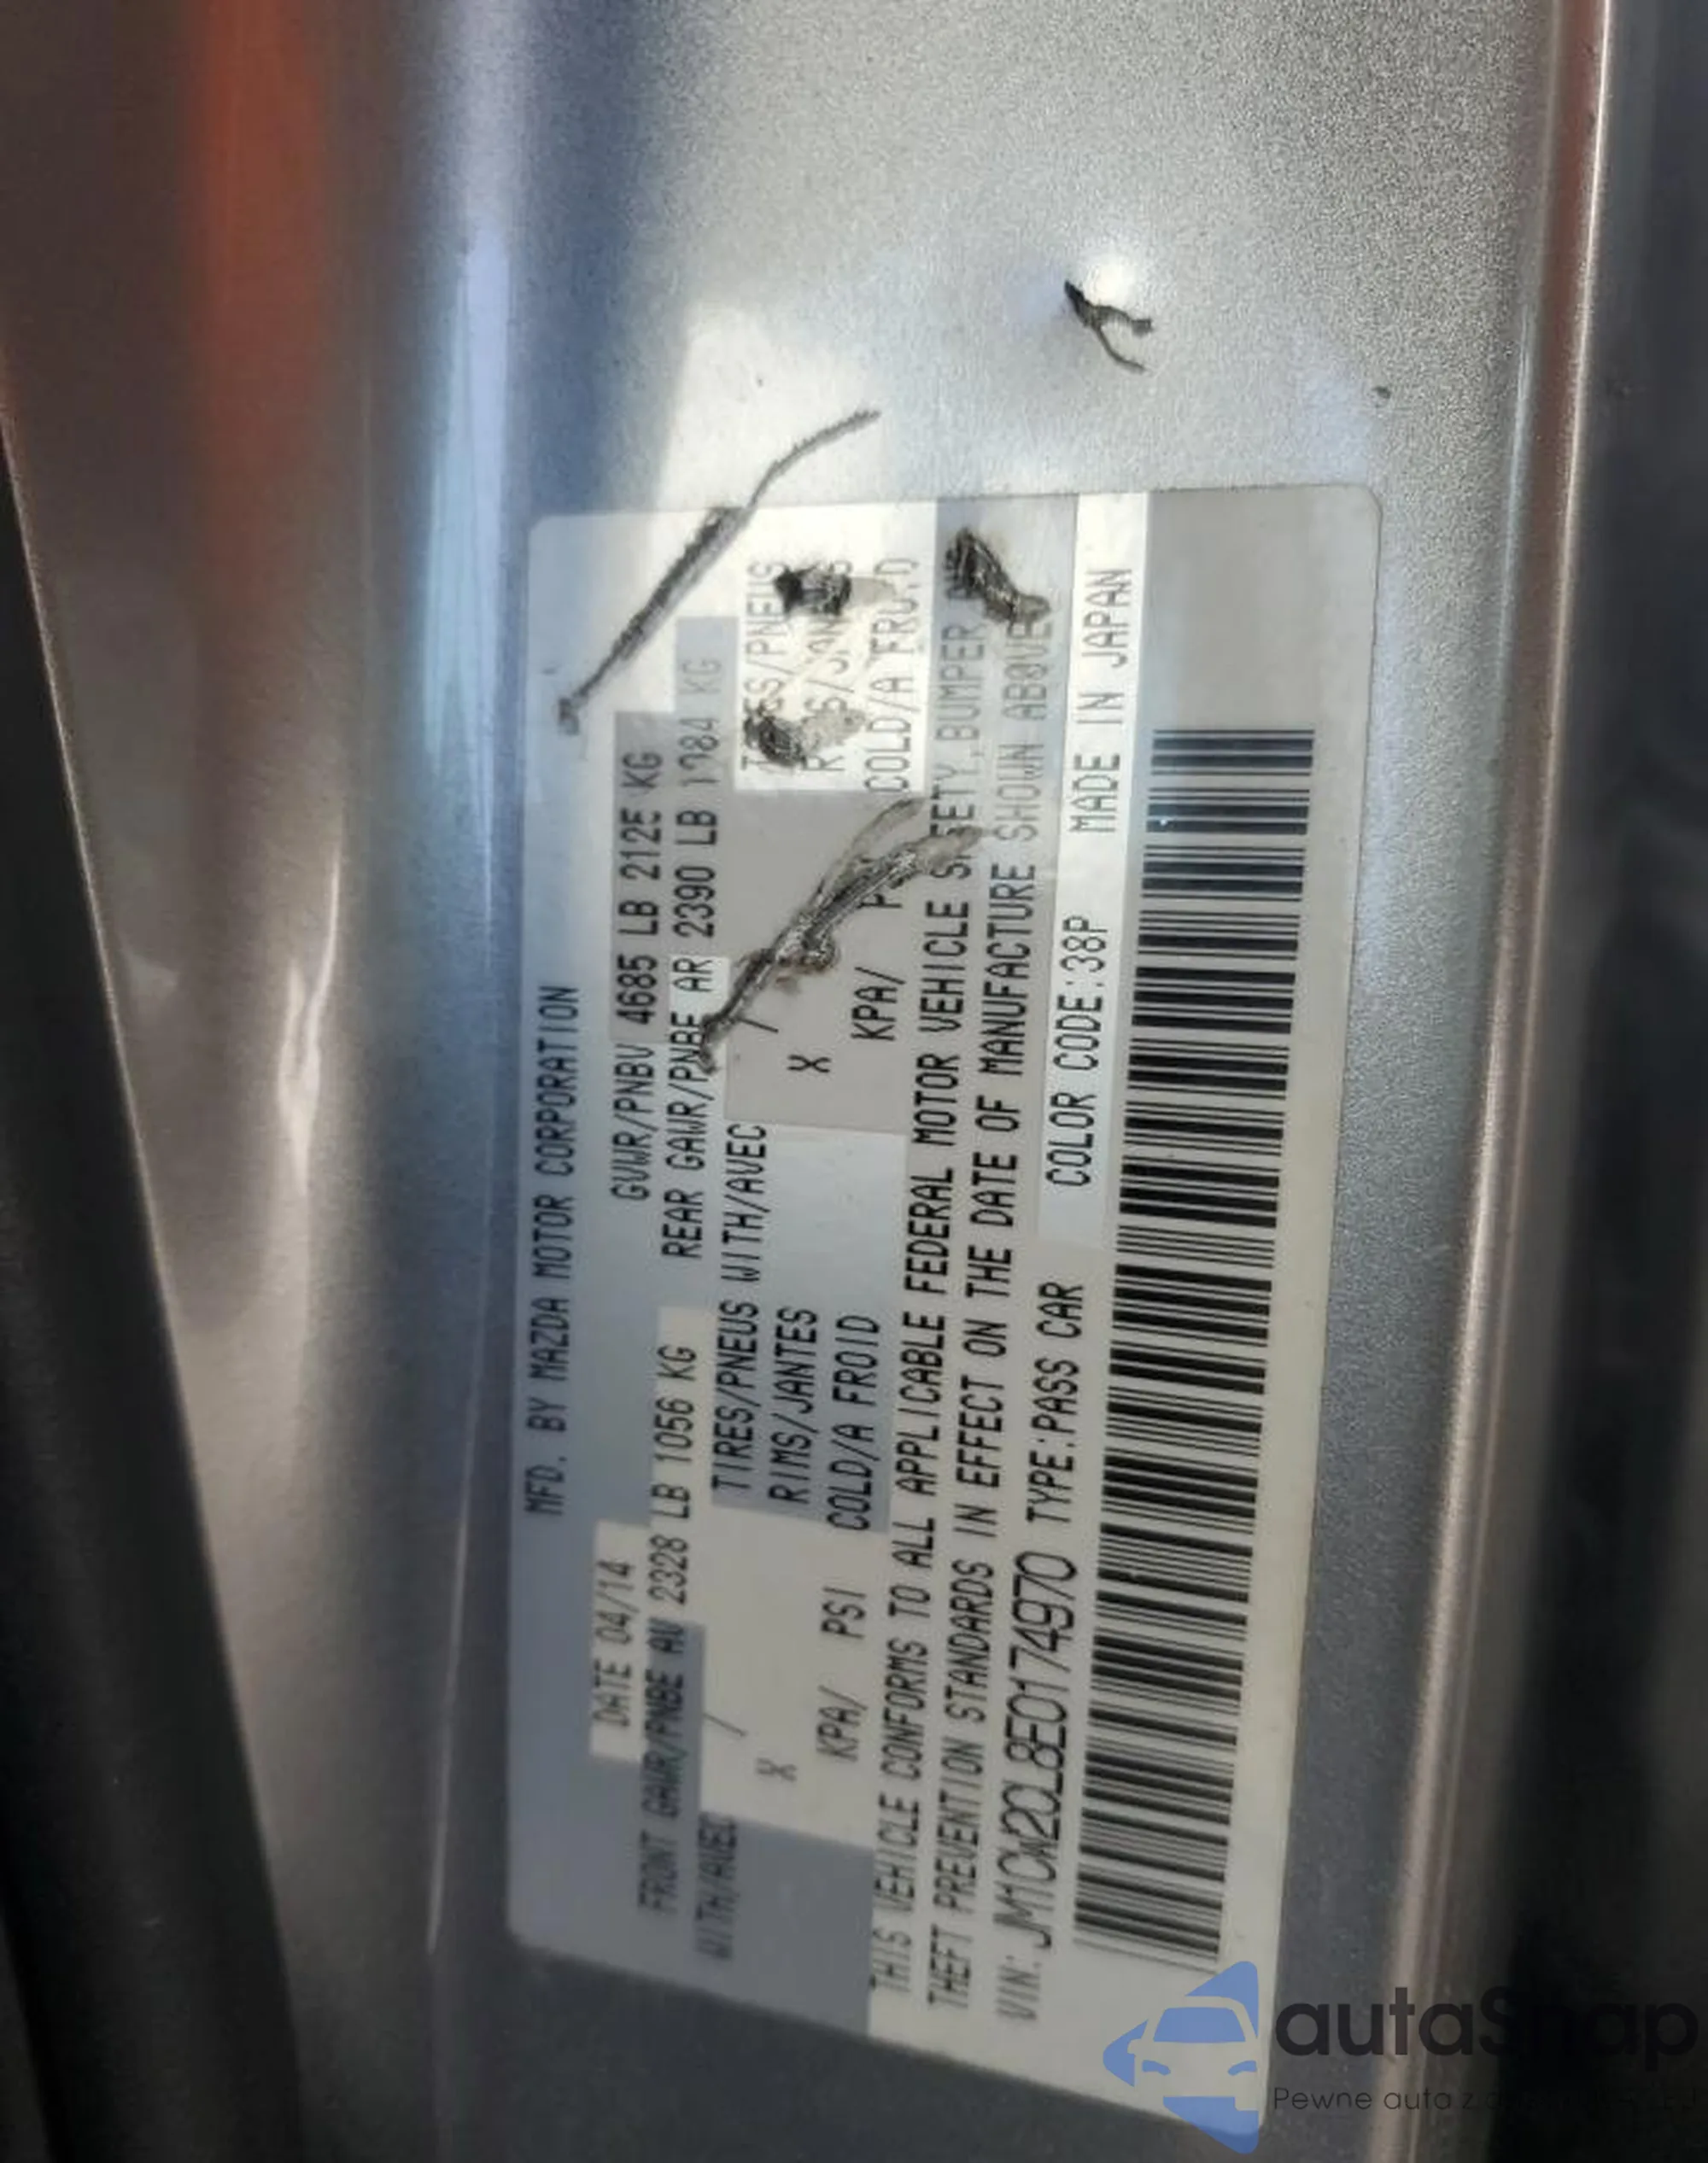 MFD. BY MAZDA MOTOR CORPORATION
DATE 04/14 GVWR/PNBV 4685 LB 2125 KG
FRONT GAWR/PNBE AV 2328 LB 1056 KG REAR GAWR/PNBE AR 2390 LB 1084 KG
WITH/AVEC / TIRES/PNEUS WITH/AVEC /
X RIMS/JANTES X
KPA/ PSI COLD/A FROID KPA/ COLD/A
THIS VEHICLE CONFORMS TO ALL APPLICABLE FEDERAL MOTOR VEHICLE SAFETY,BUMPER
THEFT PREVENTION STANDARDS IN EFFECT ON THE DATE OF MANUFACTURE SHOWN ABOVE
VIN: JM1CW2CL8E0174970 TYPE:PASS CAR COLOR CODE:38P MADE IN JAPAN
autaSnap
Pewne auta